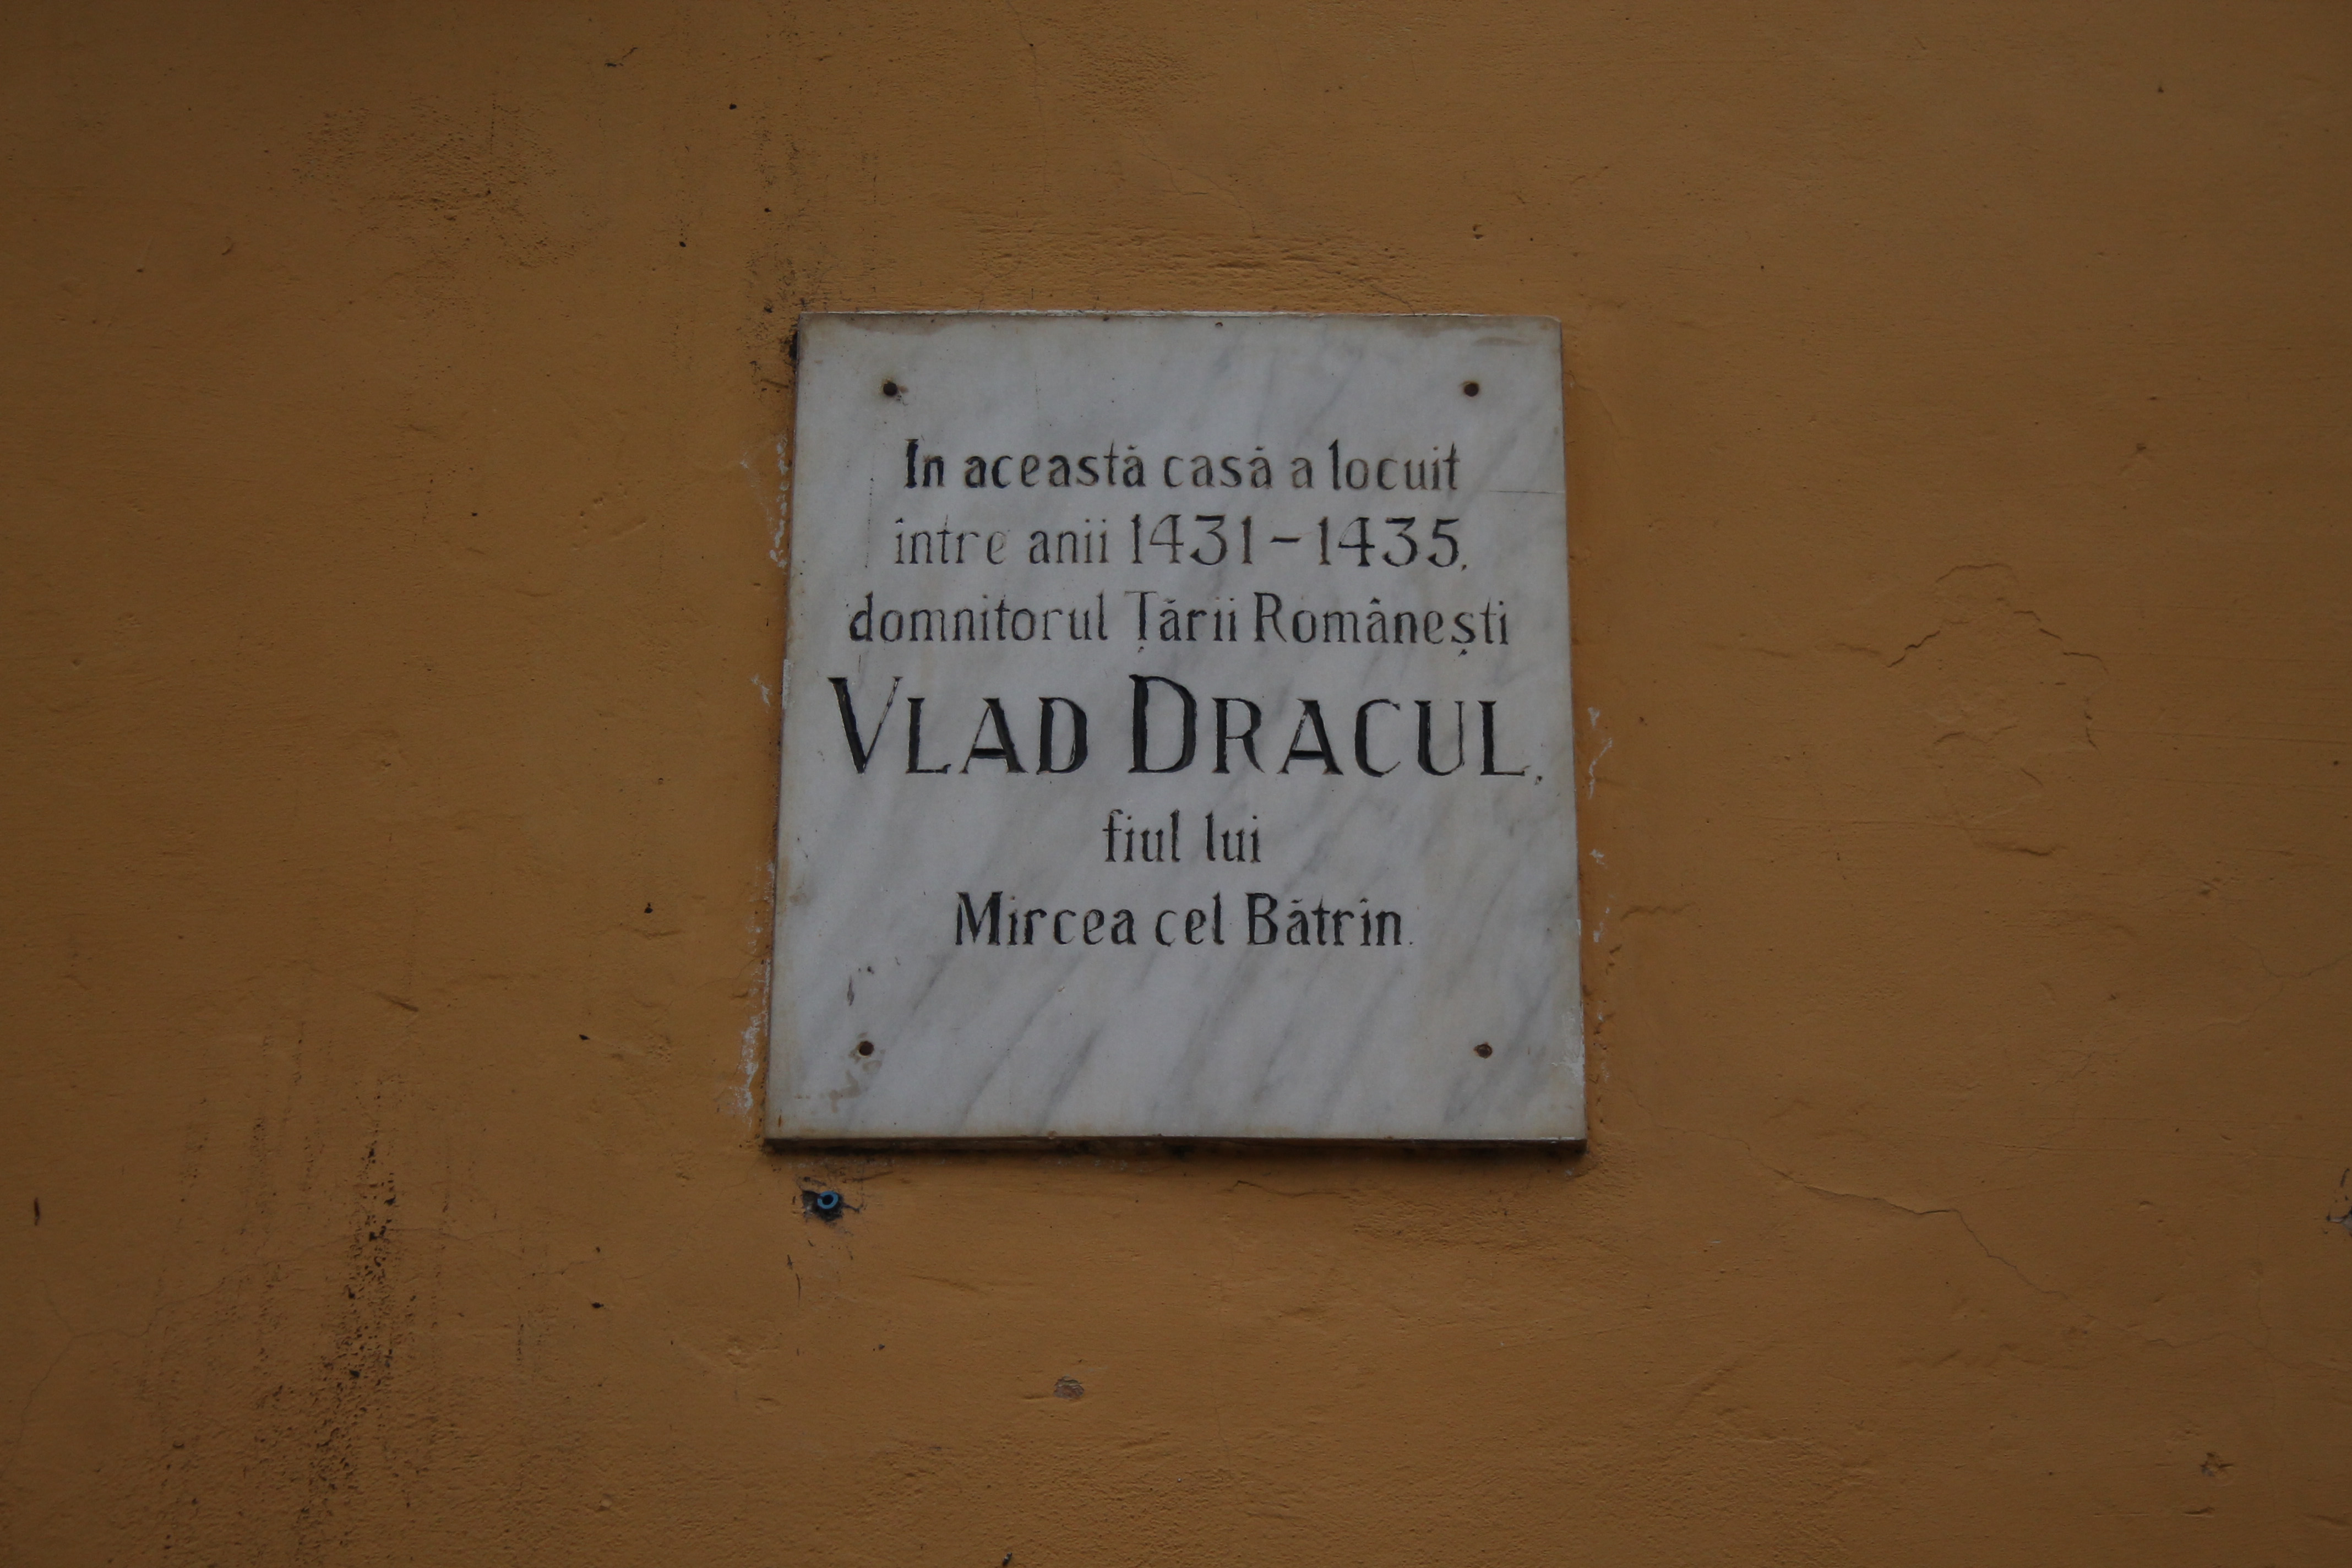 In această casă a locuit
între anii 1431-1435,
domnitorul Țării Românești
VLAD DRACUL,
fiul lui
Mircea cel Bătrîn.